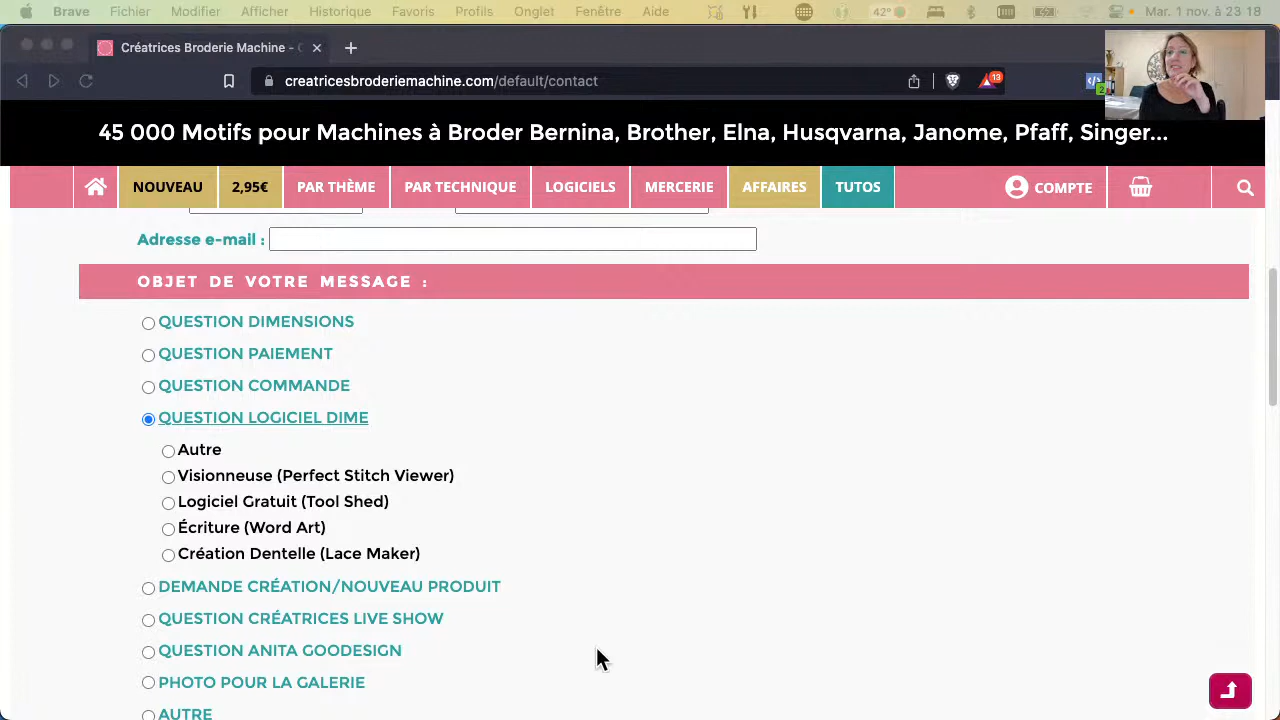 Brave Fichier Afficher Historique Favoris Profils Onglet Fenêtre Aide 42° Mar. 1 nov. à 23 18
Créatrices Broderie Machine - C
creatricesbroderiemachine.com/default/contact 13
2
45 000 Motifs pour Machines à Broder Bernina, Brother, Elna, Husqvarna, Janome, Pfaff, Singer...
NOUVEAU 2,95€ PAR THÈME PAR TECHNIQUE LOGICIELS MERCERIE AFFAIRES TUTOS COMPTE
Adresse e-mail :
OBJET DE VOTRE MESSAGE :
QUESTION DIMENSIONS
QUESTION PAIEMENT
QUESTION COMMANDE
QUESTION LOGICIEL DIME
Autre
Visionneuse (Perfect Stitch Viewer)
Logiciel Gratuit (Tool Shed)
Écriture (Word Art)
Création Dentelle (Lace Maker)
DEMANDE CRÉATION/NOUVEAU PRODUIT
QUESTION CRÉATRICES LIVE SHOW
QUESTION ANITA GOODESIGN
PHOTO POUR LA GALERIE
AUTRE